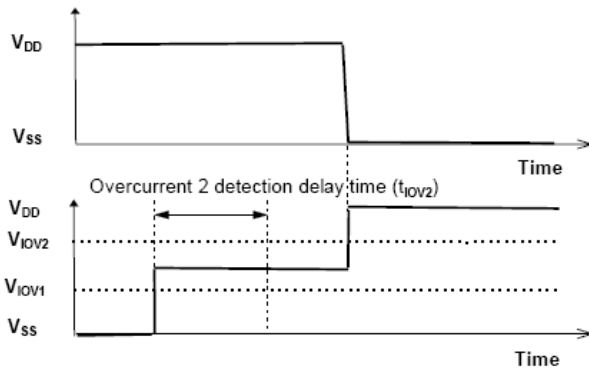 VDD
VSS
Time
Overcurrent 2 detection delay time (tIOV2)
VDD
VIOV2
VIOV1
VSS
Time